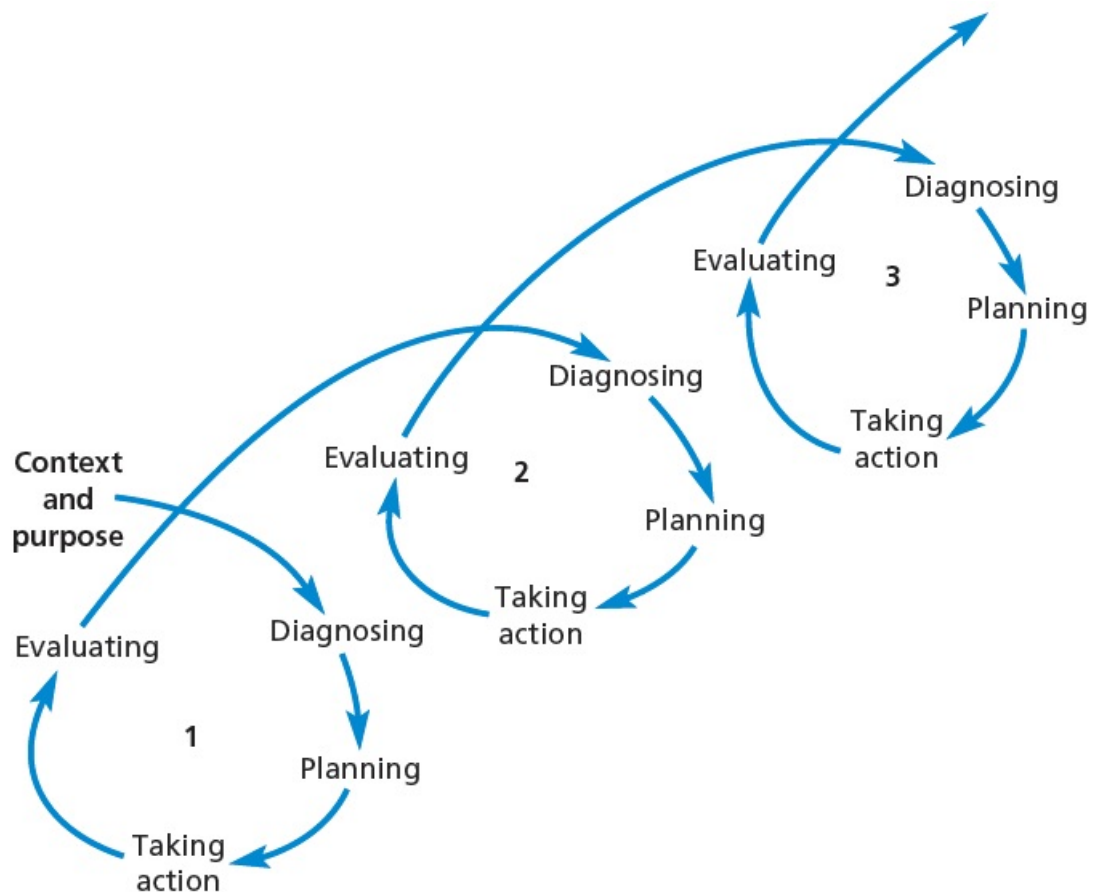 Context
and
purpose
Evaluating
Diagnosing
1
Planning
Taking
action
Diagnosing
Evaluating
2
Planning
Taking
action
Diagnosing
Evaluating
3
Planning
Taking
action